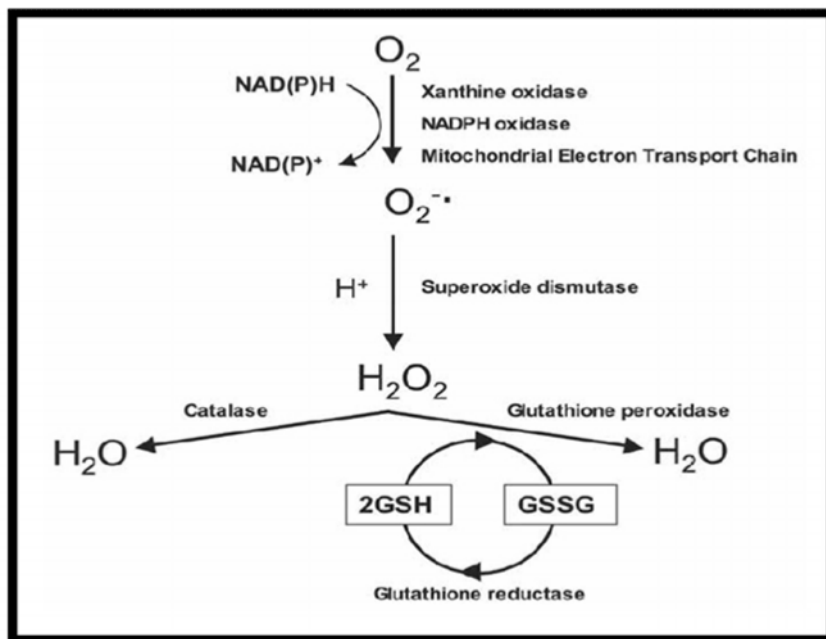 O₂
NAD(P)H
Xanthine oxidase
NADPH oxidase
NAD(P)⁺
Mitochondrial Electron Transport Chain
O₂⁻·
H⁺
Superoxide dismutase
H₂O₂
Catalase
Glutathione peroxidase
H₂O
H₂O
2GSH
GSSG
Glutathione reductase